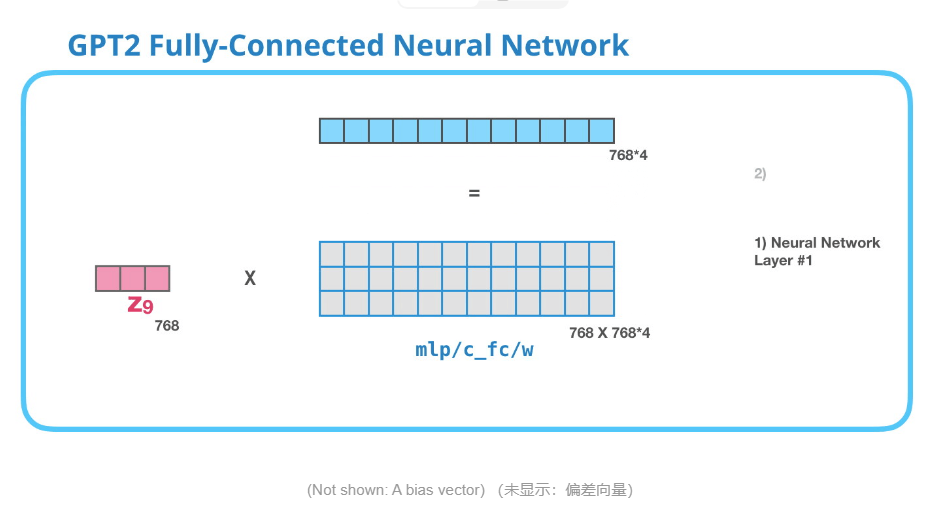 GPT2 Fully-Connected Neural Network
768*4
2)
=
1) Neural Network
Layer #1
X
Z9
768
768 X 768*4
mlp/c_fc/w
(Not shown: A bias vector) （未显示：偏差向量）